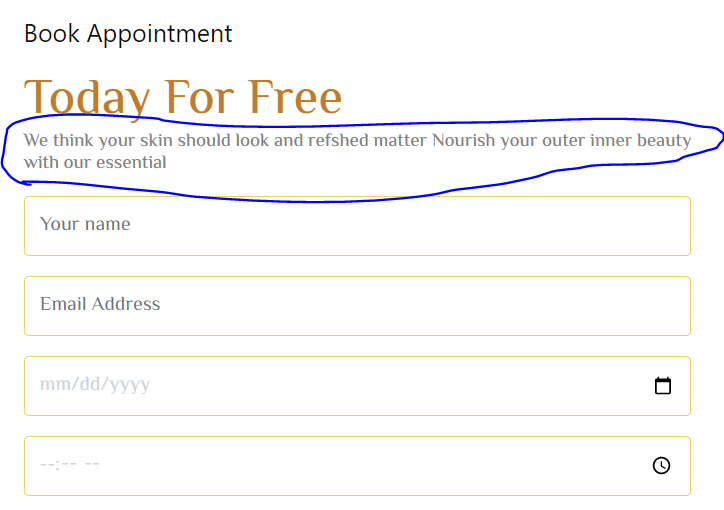 Book Appointment
Today For Free
We think your skin should look and refshed matter Nourish your outer inner beauty
with our essential
Your name
Email Address
mm/dd/yyyy
--:-- --